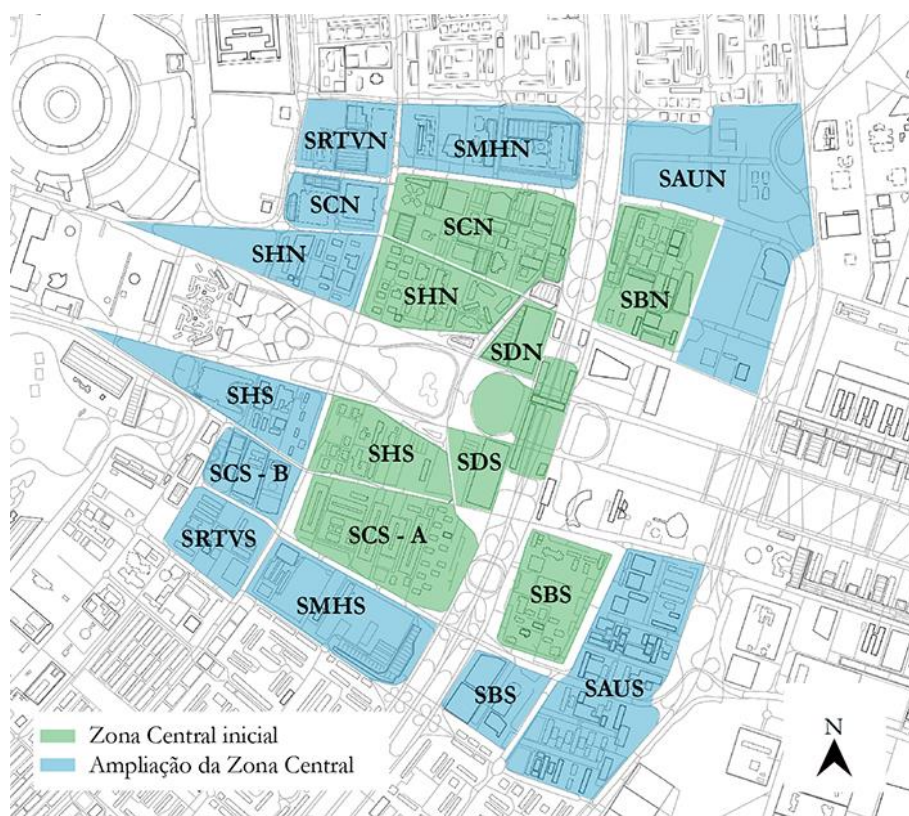 SRTVN
SMHN
SAUN
SCN
SCN
SHN
SHN
SBN
SDN
SHS
SHS
SDS
SCS - B
SCS - A
SRTVS
SBS
SMHS
SBS
SAUS
Zona Central inicial
Ampliação da Zona Central
N